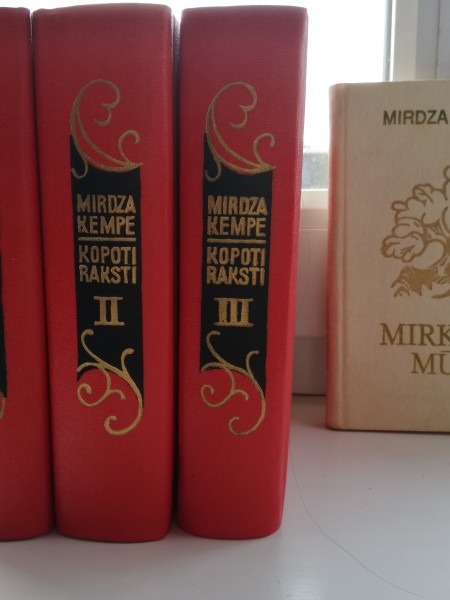 MIRDZA
ĶEMPE
KOPOTI
RAKSTI
II
MIRDZA
ĶEMPE
KOPOTI
RAKSTI
III
MIRDZA